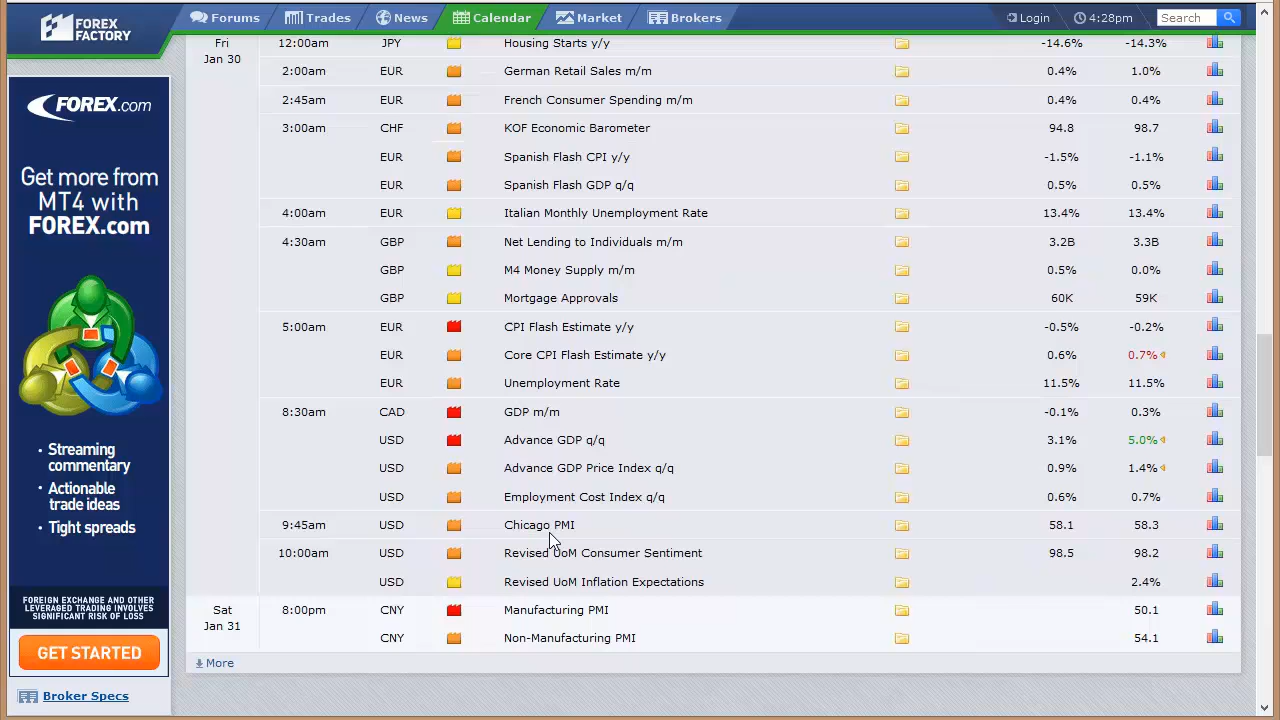 FOREX FACTORY
Forums Trades News Calendar Market Brokers Login 4:28pm Search
Fri Jan 30 12:00am JPY Housing Starts y/y -14.6% -14.3%
2:00am EUR German Retail Sales m/m 0.4% 1.0%
2:45am EUR French Consumer Spending m/m 0.4% 0.4%
3:00am CHF KOF Economic Barometer 94.8 98.7
EUR Spanish Flash CPI y/y -1.5% -1.1%
EUR Spanish Flash GDP q/q 0.5% 0.5%
4:00am EUR Italian Monthly Unemployment Rate 13.4% 13.4%
4:30am GBP Net Lending to Individuals m/m 3.2B 3.3B
GBP M4 Money Supply m/m 0.5% 0.0%
GBP Mortgage Approvals 60K 59K
5:00am EUR CPI Flash Estimate y/y -0.5% -0.2%
EUR Core CPI Flash Estimate y/y 0.6% 0.7%
EUR Unemployment Rate 11.5% 11.5%
8:30am CAD GDP m/m -0.1% 0.3%
USD Advance GDP q/q 3.1% 5.0%
USD Advance GDP Price Index q/q 0.9% 1.4%
USD Employment Cost Index q/q 0.6% 0.7%
9:45am USD Chicago PMI 58.1 58.3
10:00am USD Revised UoM Consumer Sentiment 98.5 98.2
USD Revised UoM Inflation Expectations 2.4%
Sat Jan 31 8:00pm CNY Manufacturing PMI 50.1
CNY Non-Manufacturing PMI 54.1
More
FOREX.com
Get more from
MT4 with
FOREX.com
· Streaming
commentary
· Actionable
trade ideas
· Tight spreads
FOREIGN EXCHANGE AND OTHER
LEVERAGED TRADING INVOLVES
SIGNIFICANT RISK OF LOSS
GET STARTED
Broker Specs